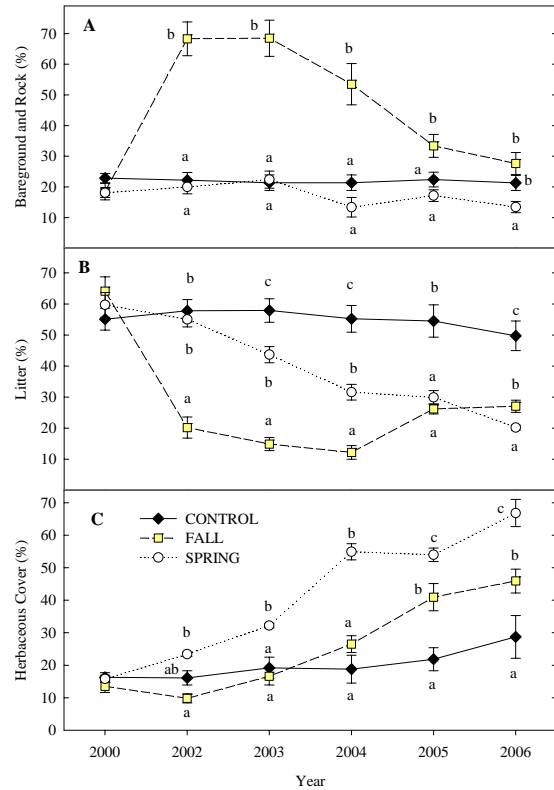 A
Bareground and Rock (%)
70
60
50
40
30
20
10
b
b
b
b
b
a
a
a
a
b
a
a
a
a
a
B
Litter (%)
70
60
50
40
30
20
10
b
c
c
b
c
b
b
b
a
b
a
a
a
a
a
C
Herbaceous Cover (%)
70
60
50
40
30
20
10
0
CONTROL
FALL
SPRING
b
b
b
c
c
ab
a
a
b
b
a
a
a
a
a
2000
2002
2003
2004
2005
2006
Year